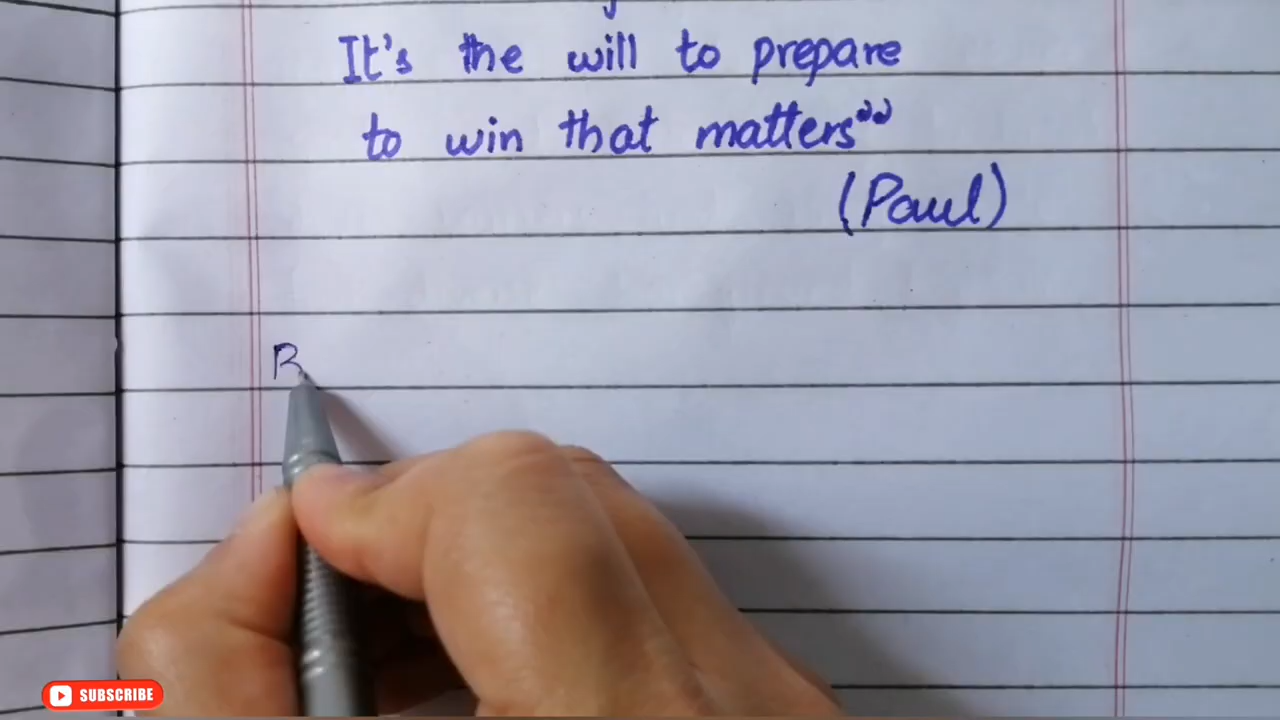 It's the will to prepare
to win that matters"
(Paul)
B
SUBSCRIBE